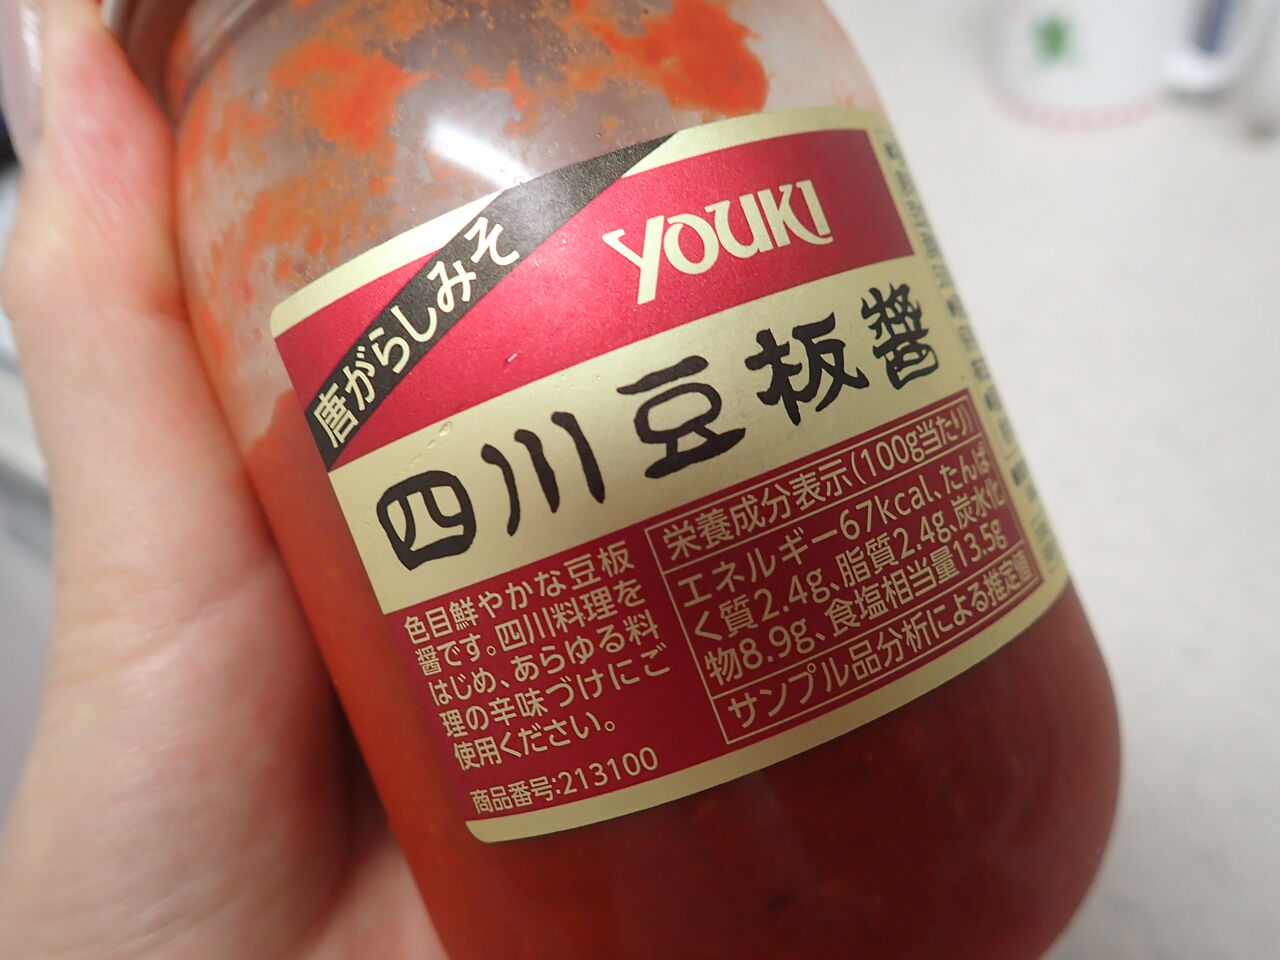 唐がらしみそ
YOUKI
四川豆板醤
色目鮮やかな豆板
醤です。四川料理を
はじめ、あらゆる料
理の辛味づけにご
使用ください。
商品番号:213100
栄養成分表示(100g当たり)
エネルギー67kcal、たんぱ
く質2.4g、脂質2.4g、炭水化
物8.9g、食塩相当量13.5g
サンプル品分析による推定値